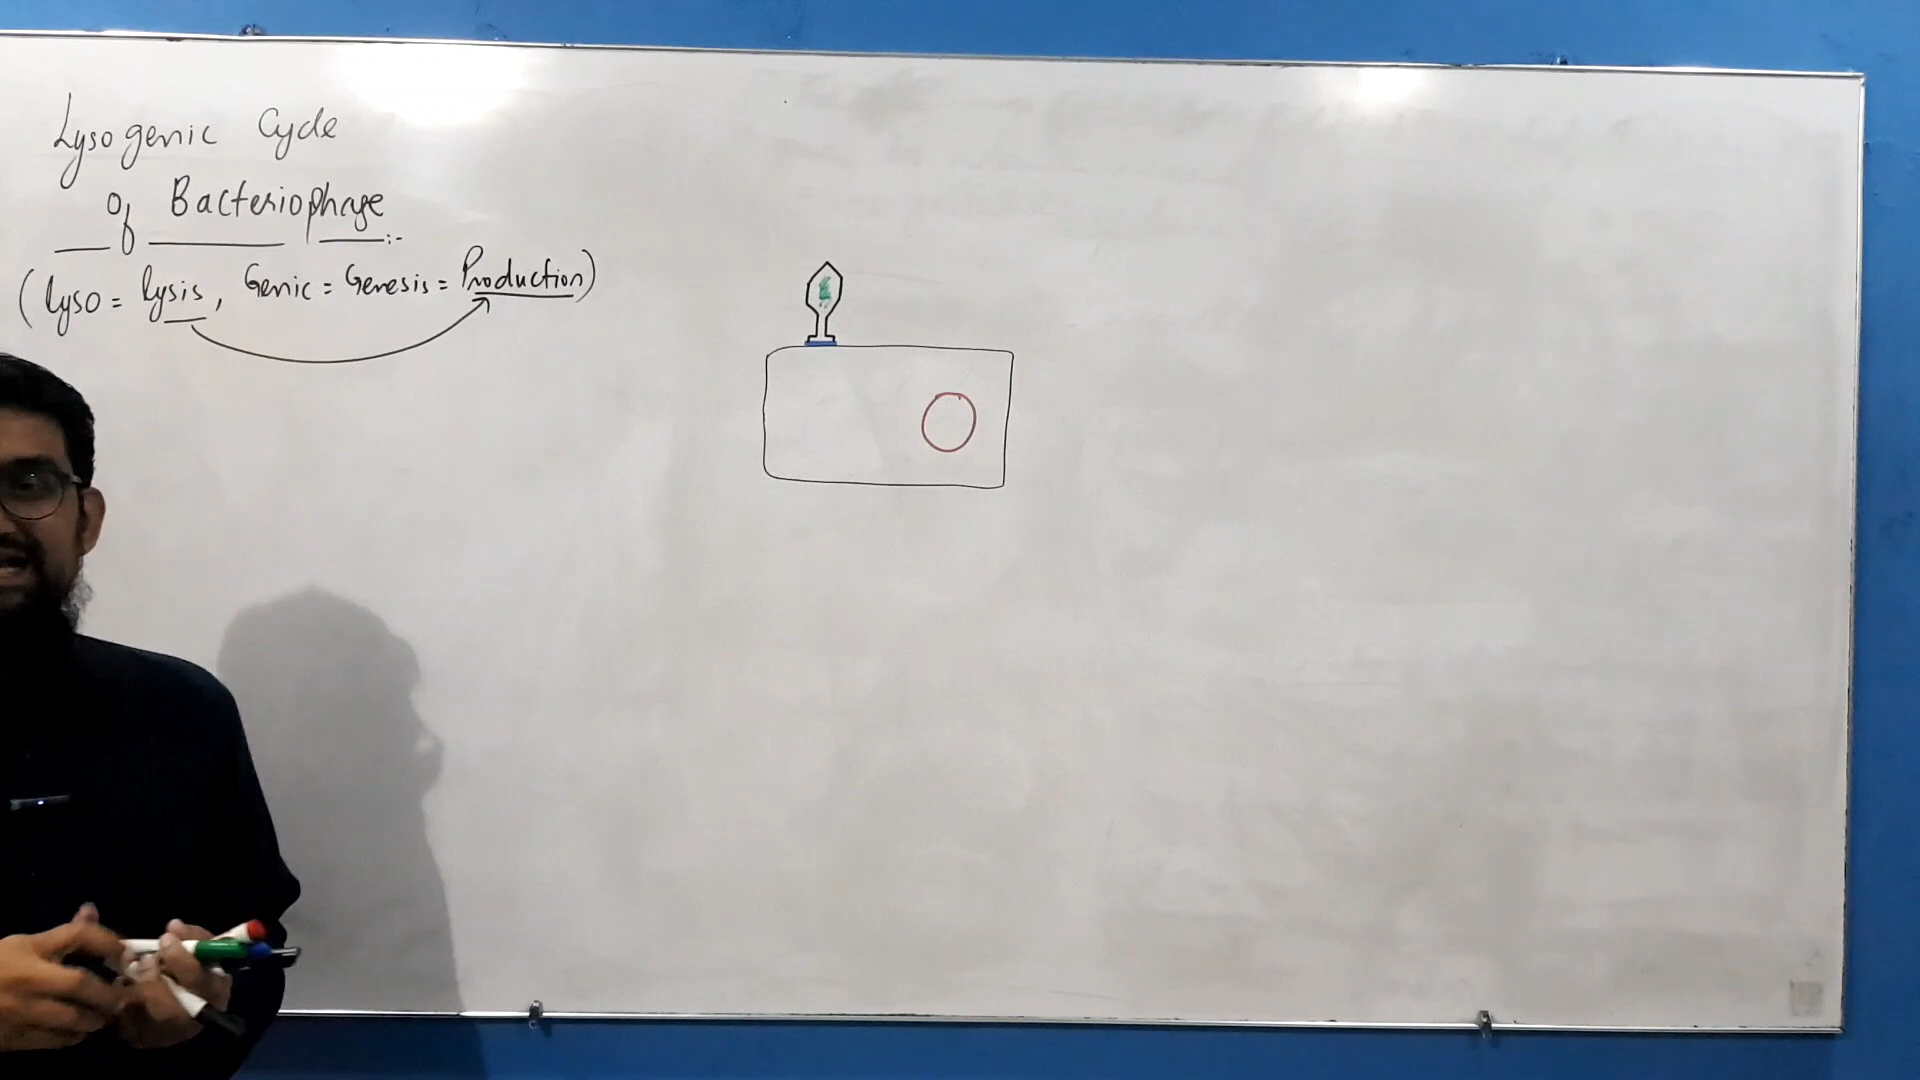 Lysogenic Cycle
of Bacteriophage :-
(lyso = lysis, Genic = Genesis = Production)